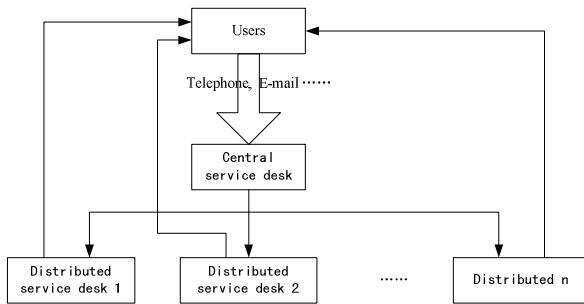 Users
Telephone, E-mail ……
Central
service desk
Distributed
service desk 1
Distributed
service desk 2
……
Distributed n